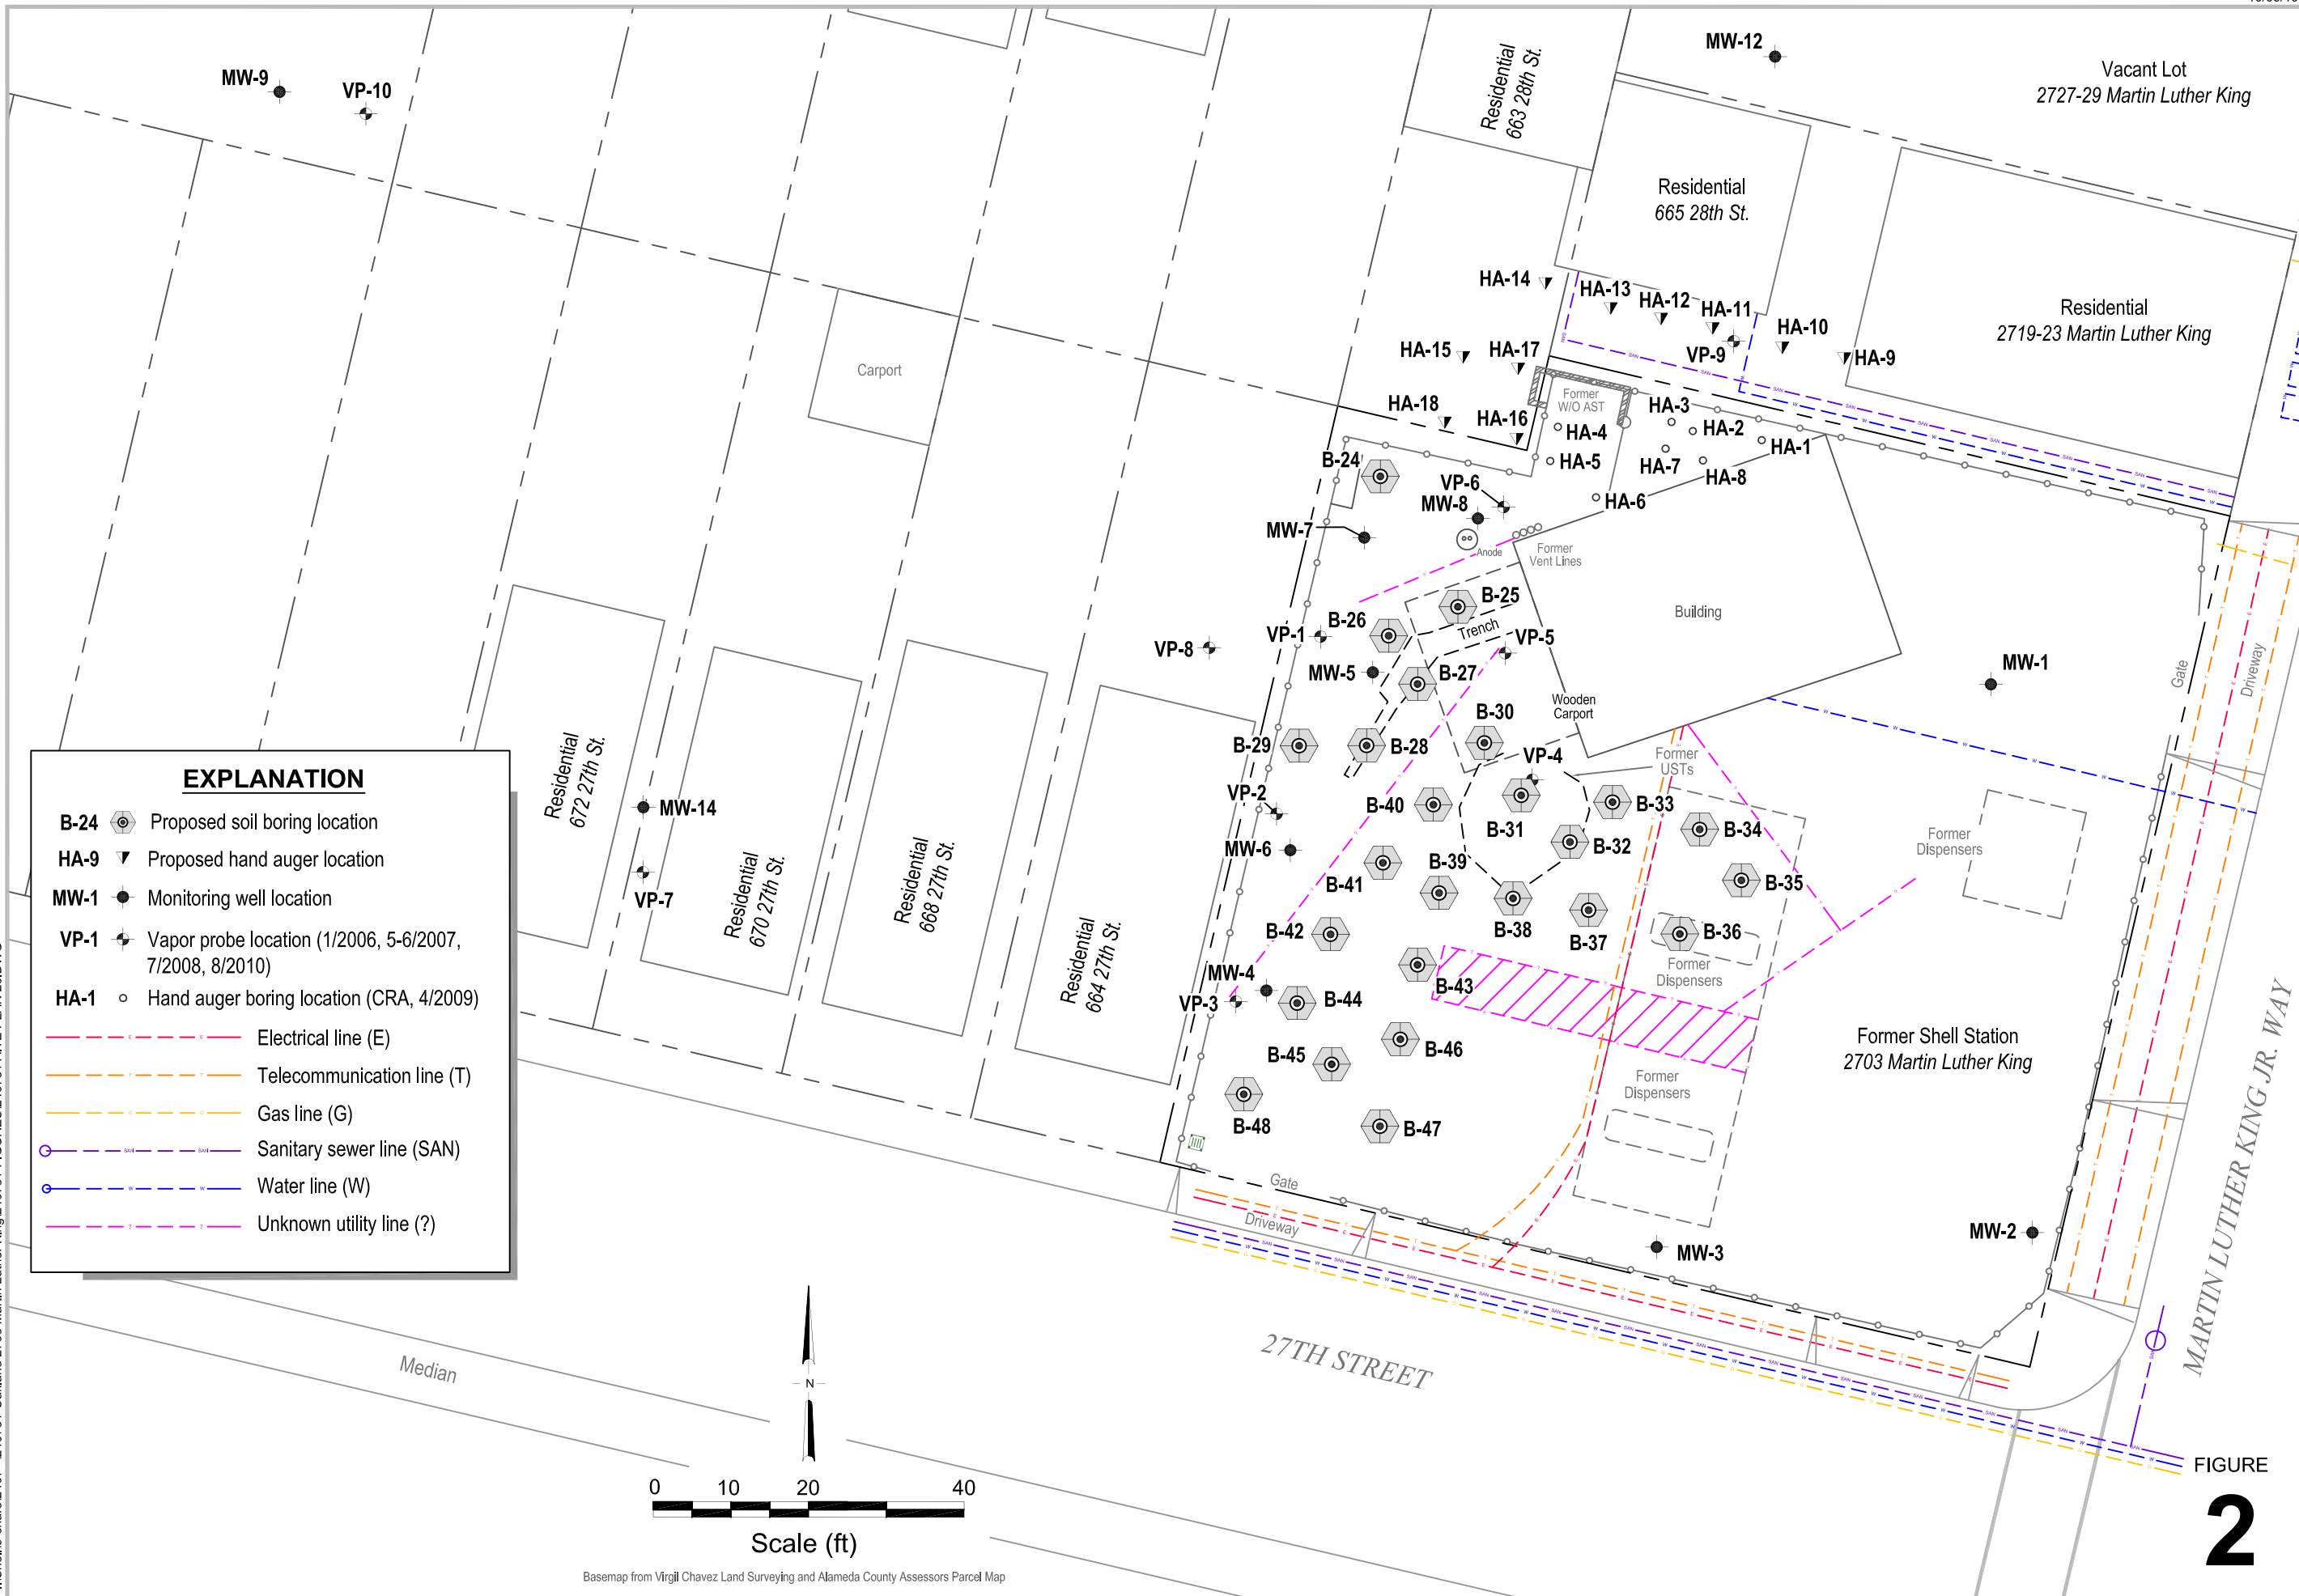 MW-12
Vacant Lot
2727-29 Martin Luther King
MW-9
VP-10
Residential
663 28th St.
Residential
665 28th St.
Residential
2719-23 Martin Luther King
HA-14
HA-13
HA-12
HA-11
HA-10
VP-9
HA-9
HA-15
HA-17
Carport
Former
W/O AST
HA-3
HA-18
HA-16
HA-4
HA-2
HA-1
B-24
HA-5
HA-7
HA-8
VP-6
MW-8
HA-6
MW-7
Anode
Former
Vent Lines
B-25
B-26
Building
Trench
VP-1
VP-5
VP-8
MW-5
B-27
MW-1
Gate
Driveway
Wooden
Carport
B-30
B-29
B-28
VP-4
Former
USTs
VP-2
B-40
B-33
B-31
B-34
Former
Dispensers
MW-6
B-32
B-39
B-41
B-35
Residential
672 27th St.
MW-14
VP-7
Residential
670 27th St.
Residential
668 27th St.
Residential
664 27th St.
B-42
B-38
B-37
B-36
Former
Dispensers
MW-4
B-43
VP-3
B-44
B-46
B-45
Former Shell Station
2703 Martin Luther King
Former
Dispensers
B-48
B-47
Gate
Driveway
MW-3
MW-2
EXPLANATION
B-24 Proposed soil boring location
HA-9 Proposed hand auger location
MW-1 Monitoring well location
VP-1 Vapor probe location (1/2006, 5-6/2007,
7/2008, 8/2010)
HA-1 Hand auger boring location (CRA, 4/2009)
Electrical line (E)
Telecommunication line (T)
Gas line (G)
Sanitary sewer line (SAN)
Water line (W)
Unknown utility line (?)
MARTIN LUTHER KING JR. WAY
27TH STREET
Median
N
0 10 20 40
Scale (ft)
Basemap from Virgil Chavez Land Surveying and Alameda County Assessors Parcel Map
FIGURE
2